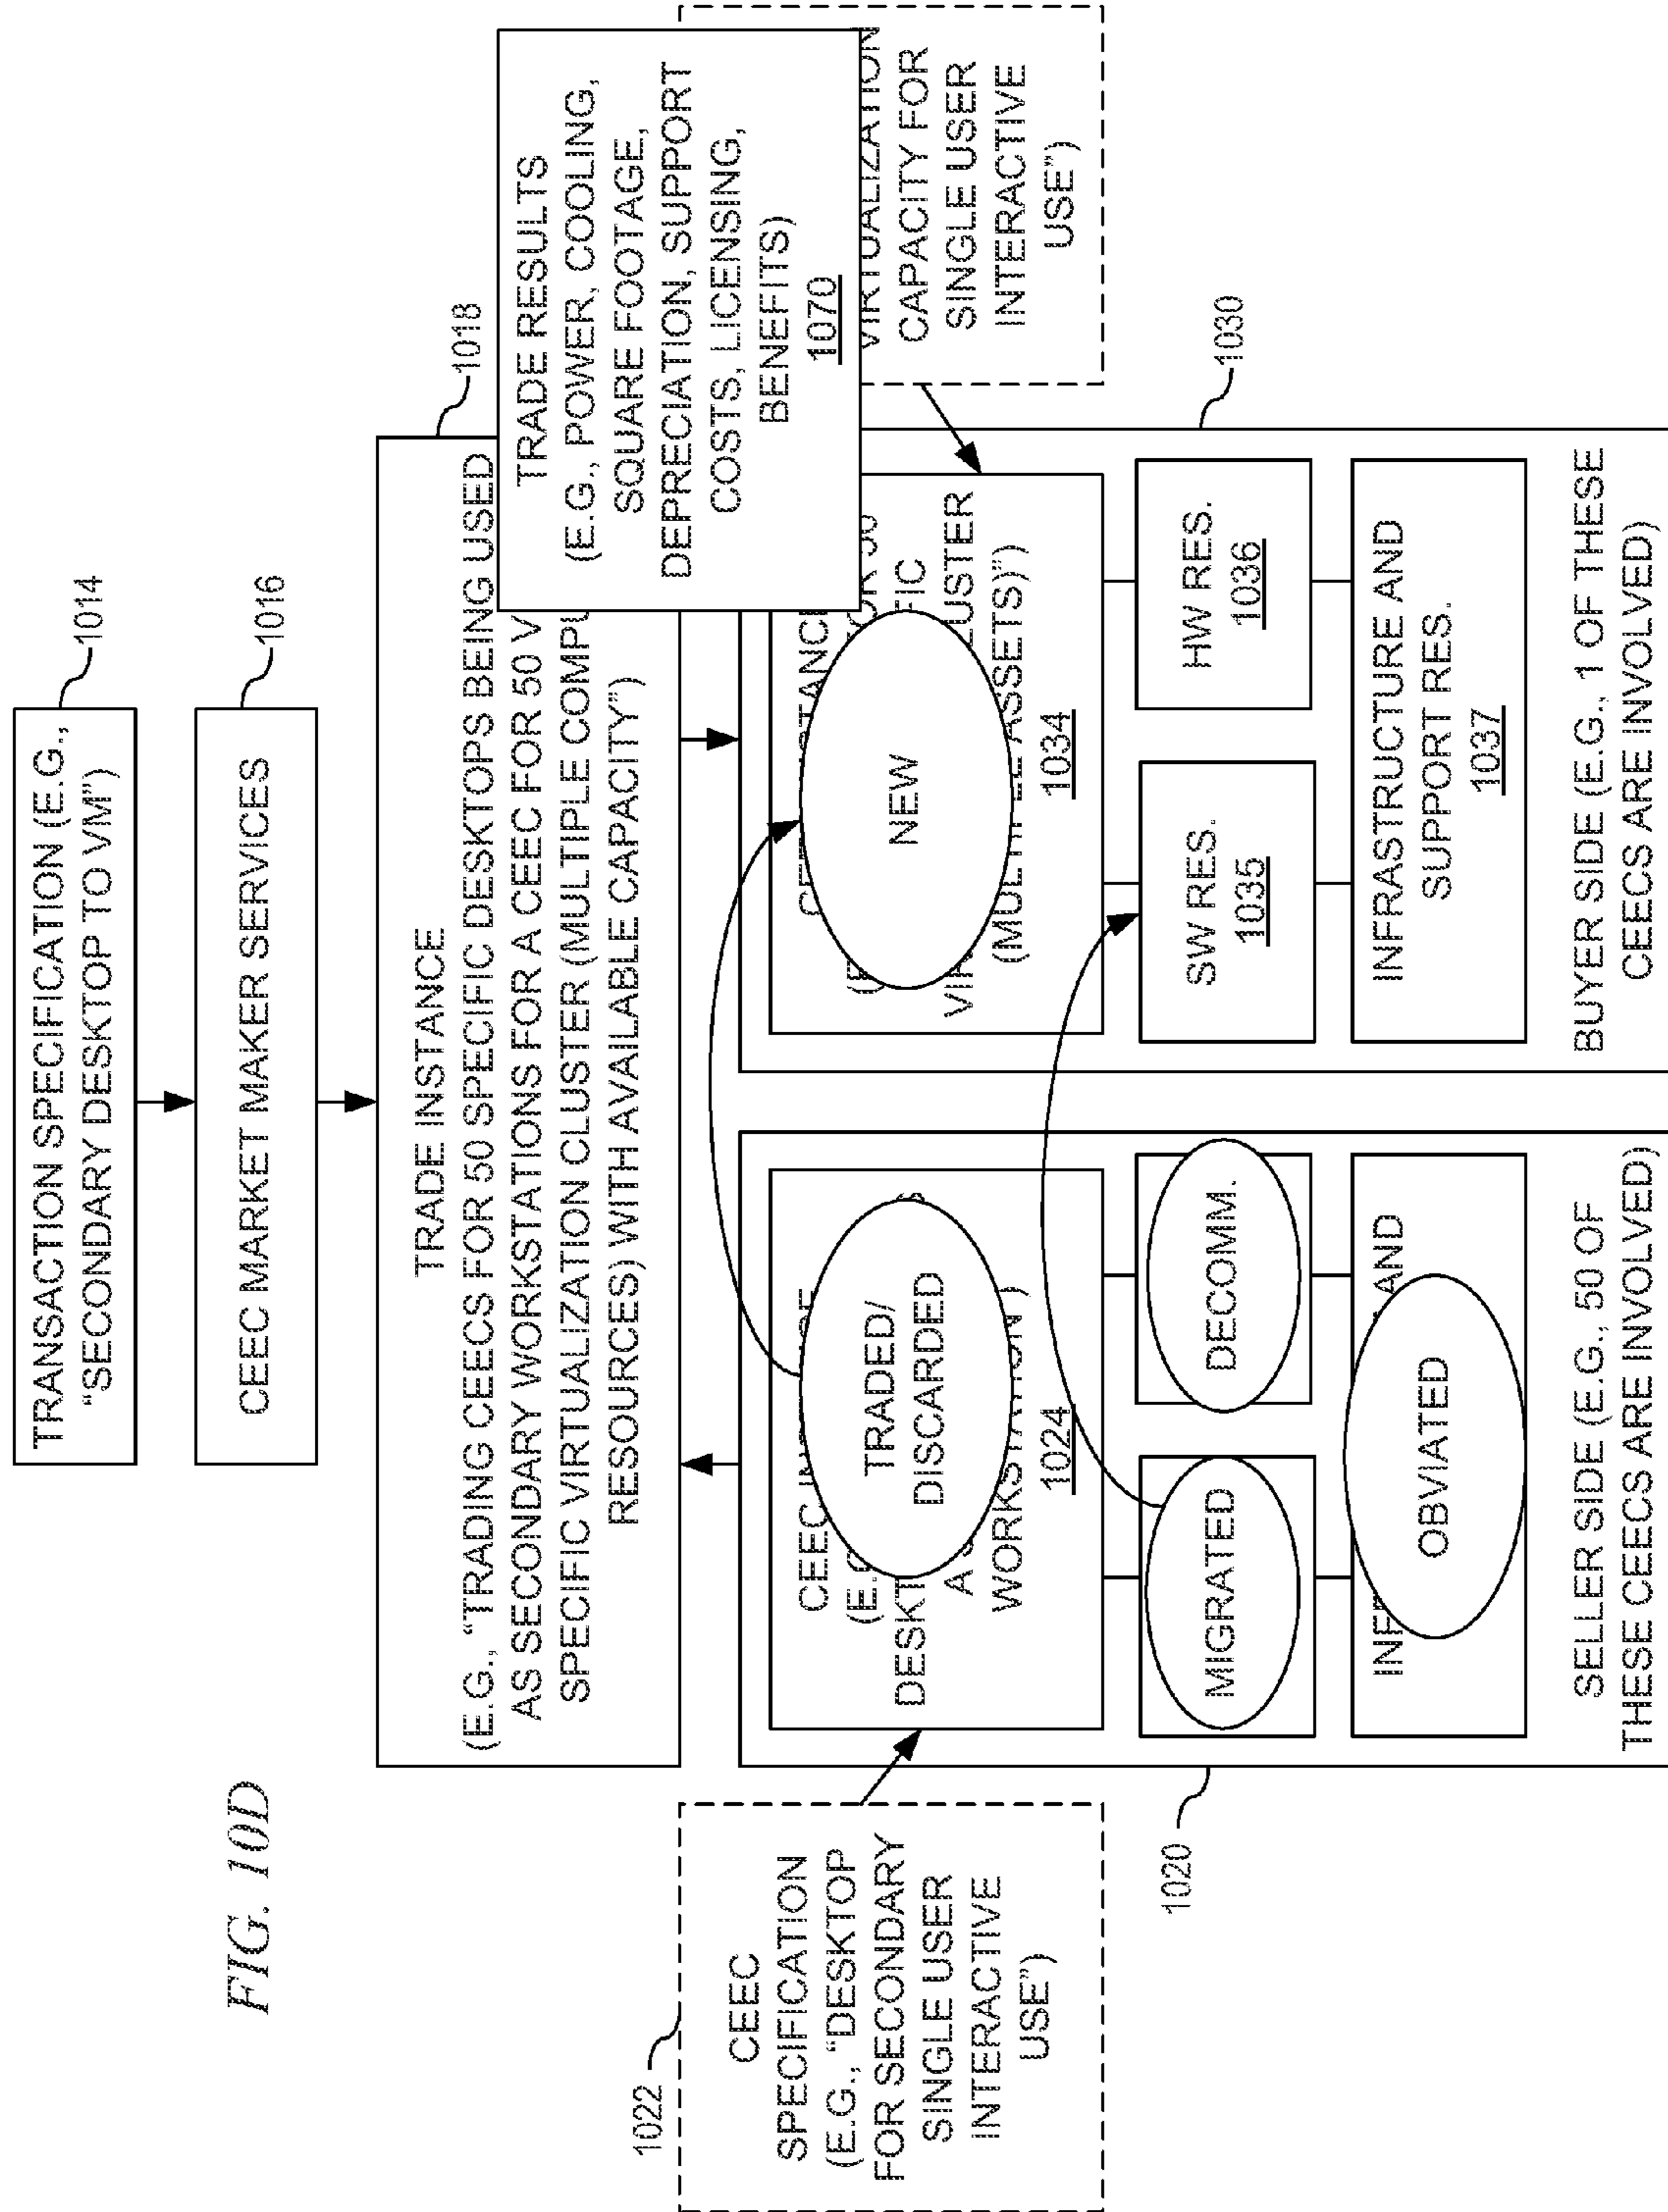 FIG. 10D
TRANSACTION SPECIFICATION (E.G.,
“SECONDARY DESKTOP TO VM”)
1014
CEEC MARKET MAKER SERVICES
1016
TRADE INSTANCE
(E.G., “TRADING CEECS FOR 50 SPECIFIC DESKTOPS BEING USED
AS SECONDARY WORKSTATIONS FOR A CEEC FOR 50
SPECIFIC VIRTUALIZATION CLUSTER (MULTIPLE
RESOURCES) WITH AVAILABLE CAPACITY”)
1018
TRADE RESULTS
(E.G., POWER, COOLING,
SQUARE FOOTAGE,
DEPRECIATION, SUPPORT
COSTS, LICENSING,
BENEFITS)
1070
1022
CEEC
SPECIFICATION
(E.G., “DESKTOP
FOR SECONDARY
SINGLE USER
INTERACTIVE
USE”)
VIRTUALIZATION
CAPACITY FOR
SINGLE USER
INTERACTIVE
USE”)
1020
CEEC
A
WORKSTATION”)
1024
TRADED/
DISCARDED
MIGRATED
DECOMM.
AND
OBVIATED
SELLER SIDE (E.G., 50 OF
THESE CEECS ARE INVOLVED)
1030
NEW
ASSETS)”)
1034
SW RES.
1035
HW RES.
1036
INFRASTRUCTURE AND
SUPPORT RES.
1037
BUYER SIDE (E.G., 1 OF THESE
CEECS ARE INVOLVED)